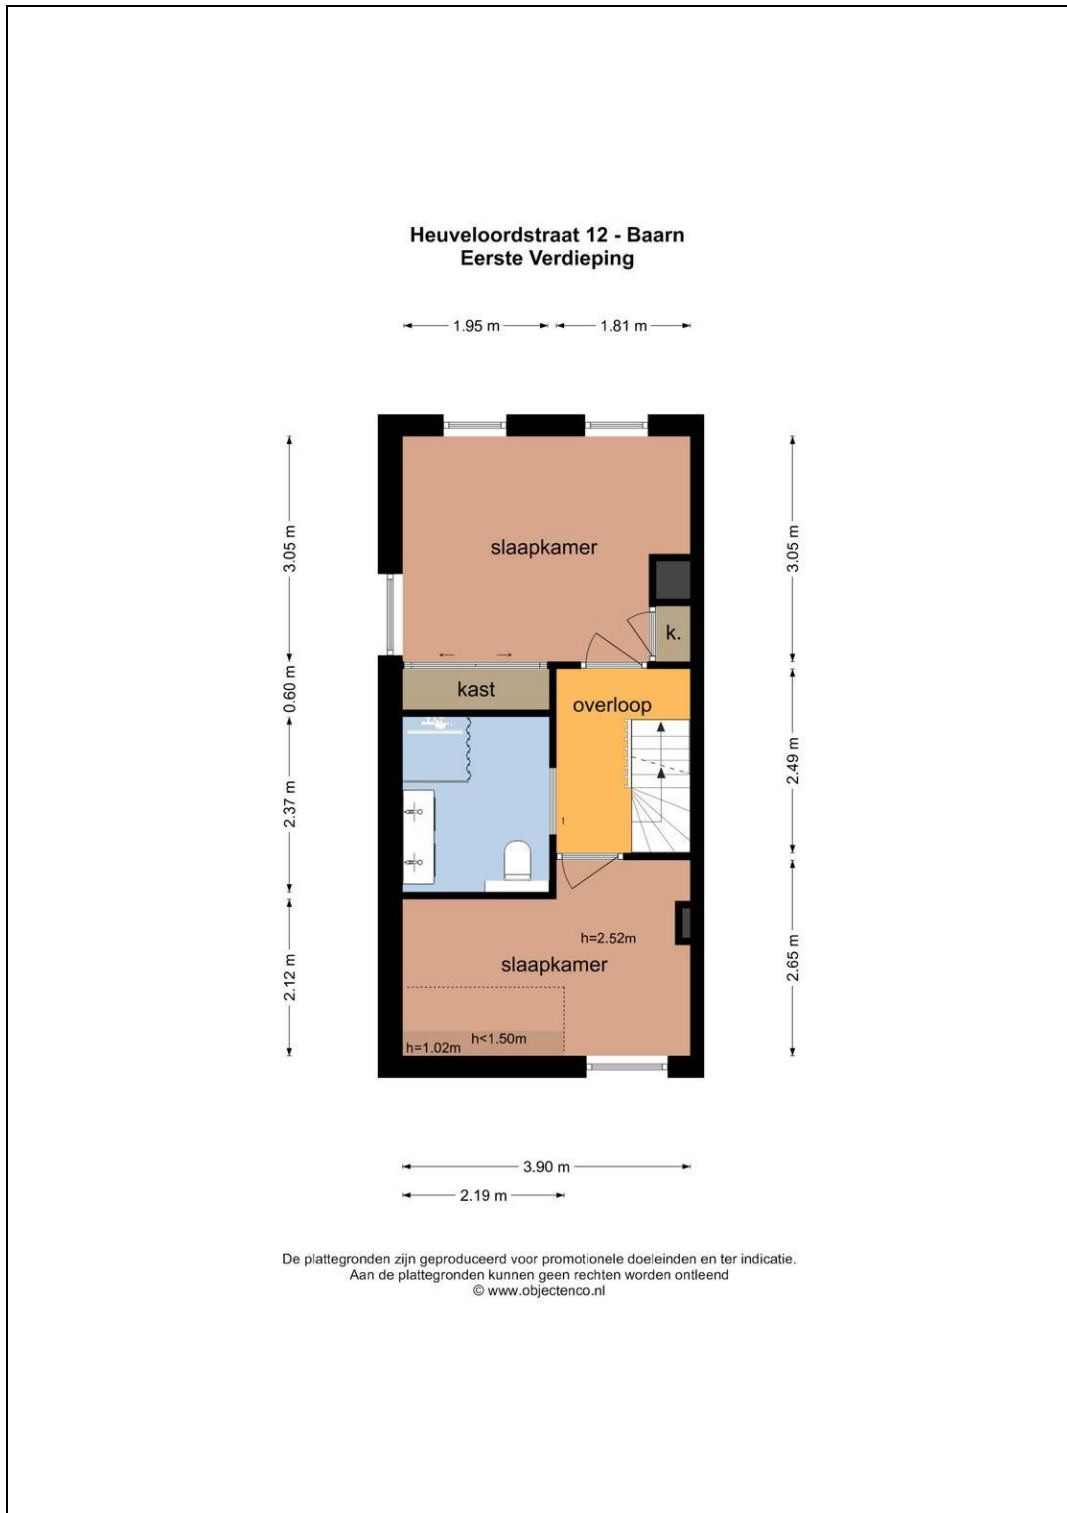 Heuveloordstraat 12 - Baarn
Eerste Verdieping
1.95 m
1.81 m
3.05 m
3.05 m
slaapkamer
k.
0.60 m
kast
overloop
2.49 m
2.37 m
2.12 m
2.65 m
h=2.52m
slaapkamer
h<1.50m
h=1.02m
3.90 m
2.19 m
De plattegronden zijn geproduceerd voor promotionele doeleinden en ter indicatie.
Aan de plattegronden kunnen geen rechten worden ontleend
© www.objectenco.nl